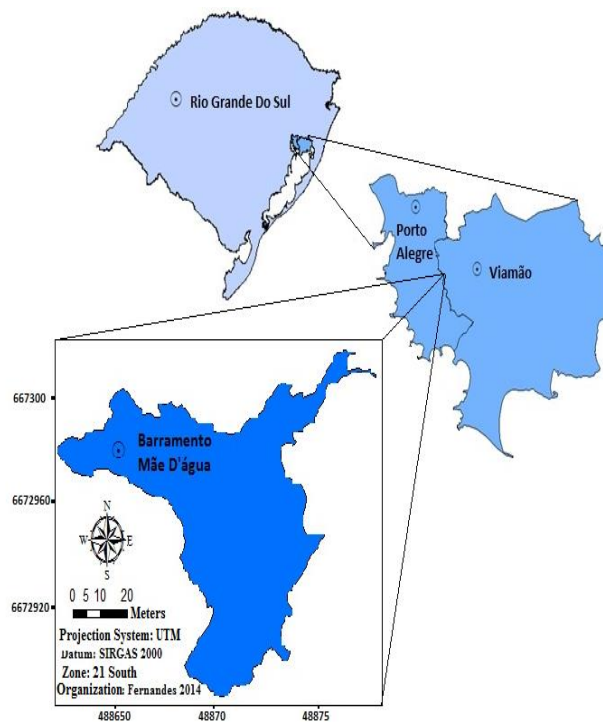 Rio Grande Do Sul
Porto
Alegre
Viamão
667300
6672960
6672920
Barramento
Mãe D'água
N
W
E
S
0 5 10 20
Meters
Projection System: UTM
Datum: SIRGAS 2000
Zone: 21 South
Organization: Fernandes 2014
488650
48870
48875